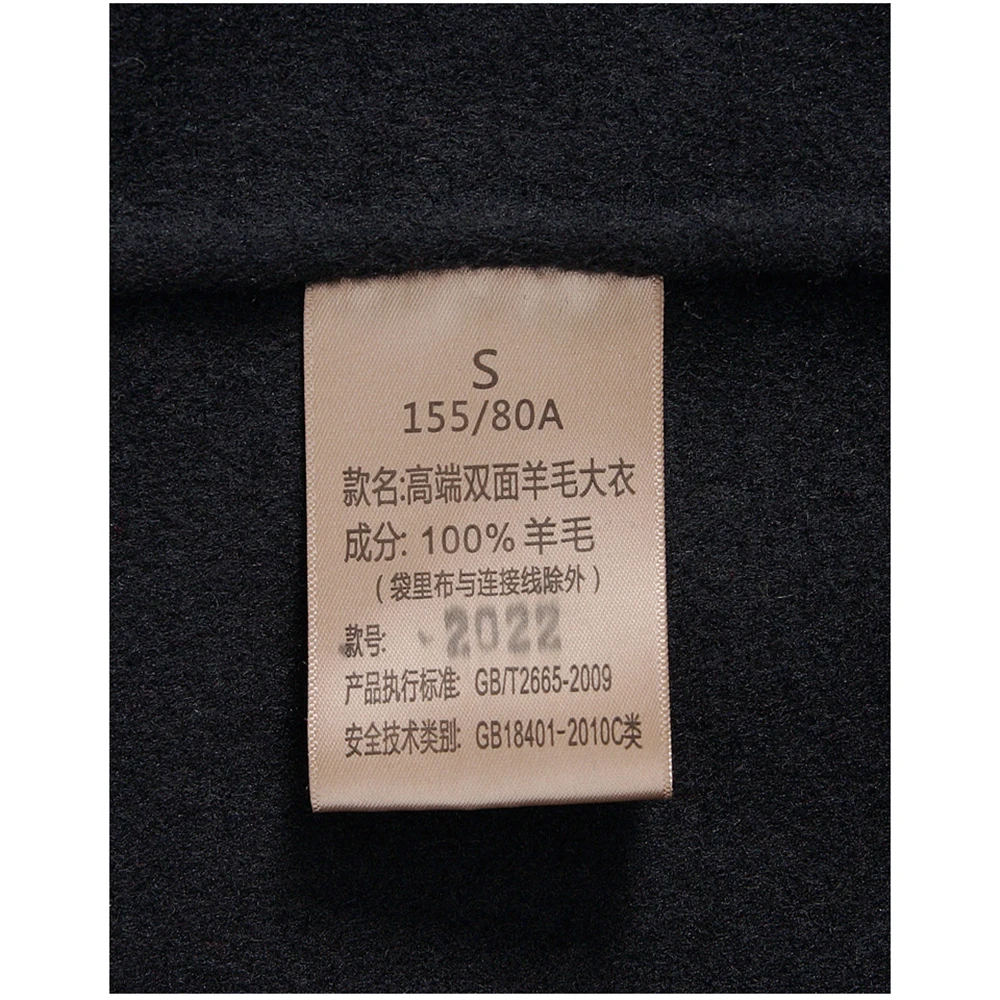 S
155/80A
款名:高端双面羊毛大衣
成分: 100% 羊毛
(袋里布与连接线除外)
款号: 2022
产品执行标准: GB/T2665-2009
安全技术类别: GB18401-2010C类